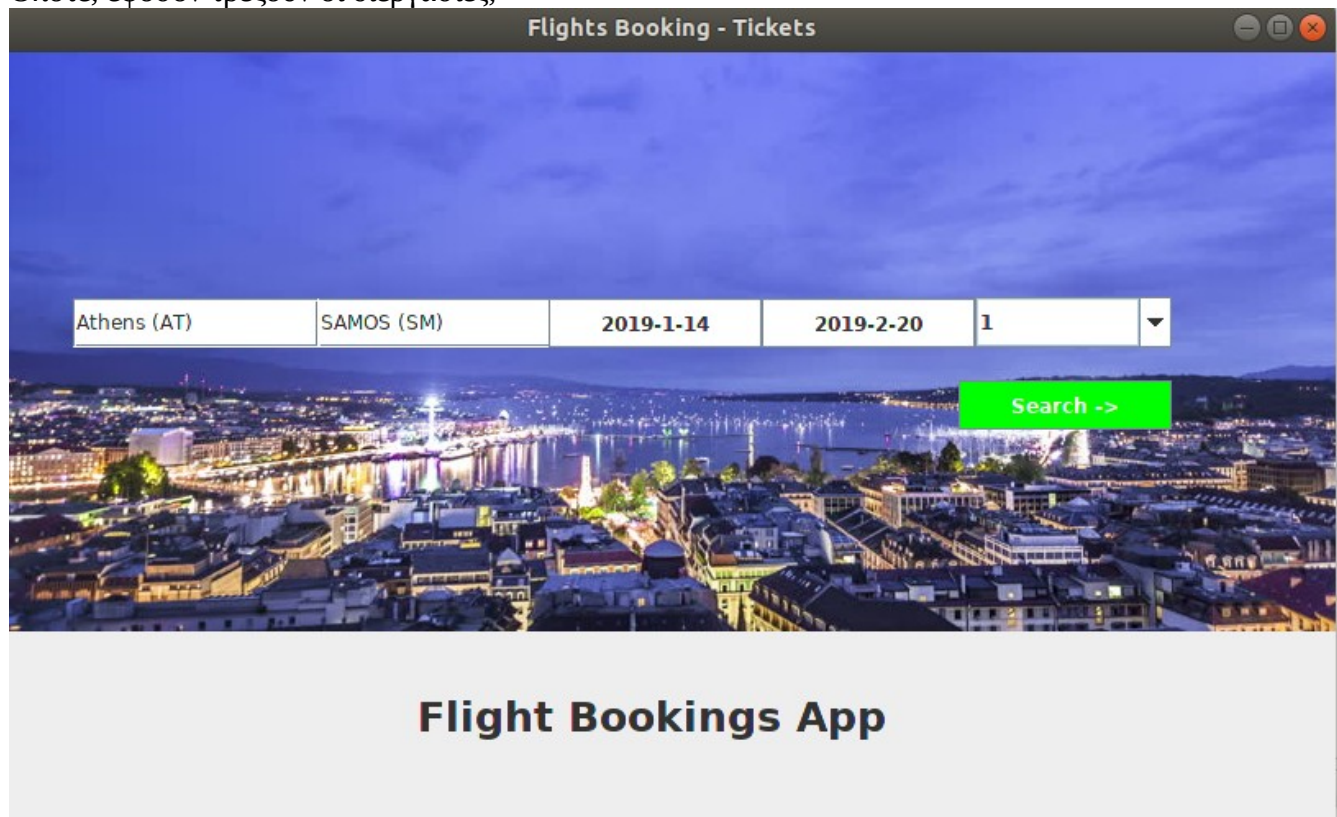 Flights Booking - Tickets
Athens (AT) SAMOS (SM) 2019-1-14 2019-2-20 1
Search ->
Flight Bookings App